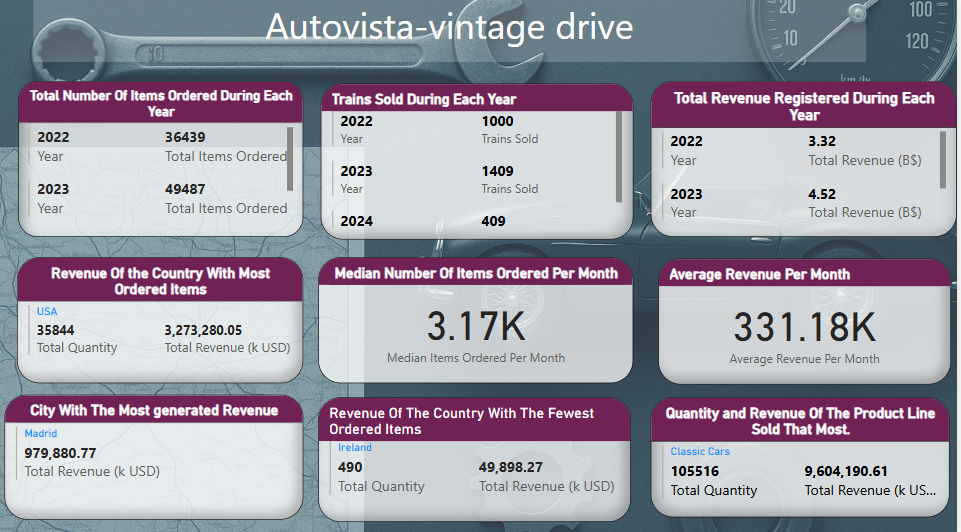 Autovista-vintage drive
10
20
10
100
120
km/h
Total Number Of Items Ordered During Each
Year
2022 36439
Year Total Items Ordered
2023 49487
Year Total Items Ordered
Trains Sold During Each Year
2022 1000
Year Trains Sold
2023 1409
Year Trains Sold
2024 409
Total Revenue Registered During Each
Year
2022 3.32
Year Total Revenue (B$)
2023 4.52
Year Total Revenue (B$)
Revenue Of the Country With Most
Ordered Items
USA
35844 3,273,280.05
Total Quantity Total Revenue (k USD)
Median Number Of Items Ordered Per Month
3.17K
Median Items Ordered Per Month
Average Revenue Per Month
331.18K
Average Revenue Per Month
City With The Most generated Revenue
Madrid
979,880.77
Total Revenue (k USD)
Revenue Of The Country With The Fewest
Ordered Items
Ireland
490 49,898.27
Total Quantity Total Revenue (k USD)
Quantity and Revenue Of The Product Line
Sold That Most.
Classic Cars
105516 9,604,190.61
Total Quantity Total Revenue (k US...